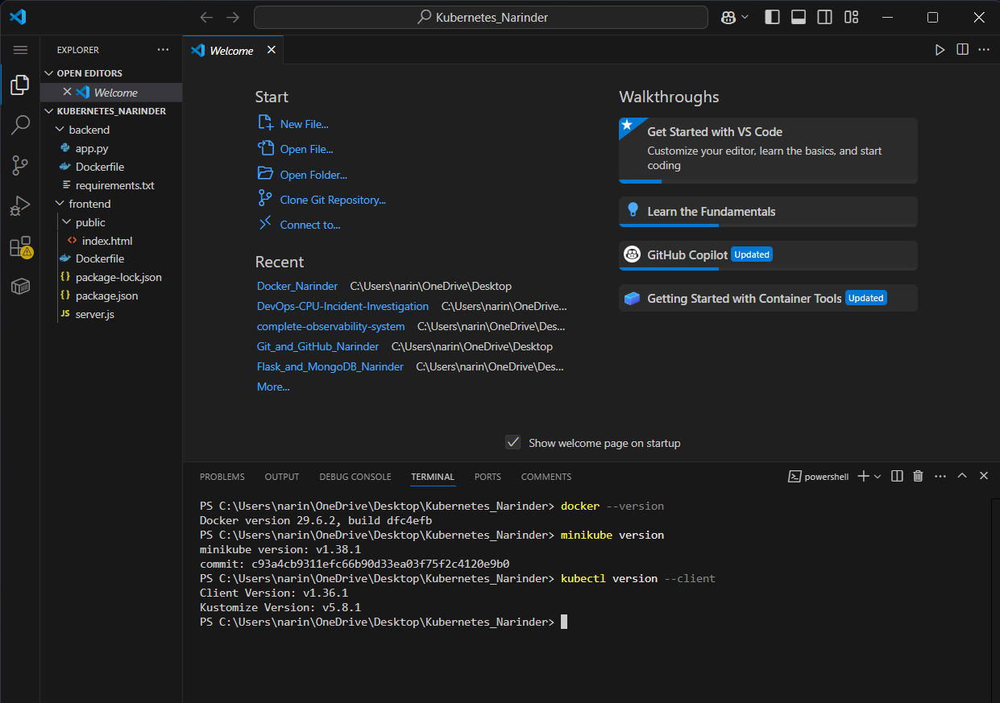 Kubernetes_Narinder
EXPLORER
OPEN EDITORS
Welcome
KUBERNETES_NARINDER
backend
app.py
Dockerfile
requirements.txt
frontend
public
index.html
Dockerfile
package-lock.json
package.json
JS server.js
Welcome
Start
New File...
Open File...
Open Folder...
Clone Git Repository...
Connect to...
Recent
Docker_Narinder C:\Users\narin\OneDrive\Desktop
DevOps-CPU-Incident-Investigation C:\Users\narin\OneDrive...
complete-observability-system C:\Users\narin\OneDrive\Des...
Git_and_GitHub_Narinder C:\Users\narin\OneDrive\Desktop
Flask_and_MongoDB_Narinder C:\Users\narin\OneDrive\Des...
More...
Walkthroughs
Get Started with VS Code
Customize your editor, learn the basics, and start
coding
Learn the Fundamentals
GitHub Copilot Updated
Getting Started with Container Tools Updated
Show welcome page on startup
PROBLEMS OUTPUT DEBUG CONSOLE TERMINAL PORTS COMMENTS
powershell
PS C:\Users\narin\OneDrive\Desktop\Kubernetes_Narinder> docker --version
Docker version 29.6.2, build dfc4efb
PS C:\Users\narin\OneDrive\Desktop\Kubernetes_Narinder> minikube version
minikube version: v1.38.1
commit: c93a4cb9311efc66b90d33ea03f75f2c4120e9b0
PS C:\Users\narin\OneDrive\Desktop\Kubernetes_Narinder> kubectl version --client
Client Version: v1.36.1
Kustomize Version: v5.8.1
PS C:\Users\narin\OneDrive\Desktop\Kubernetes_Narinder>